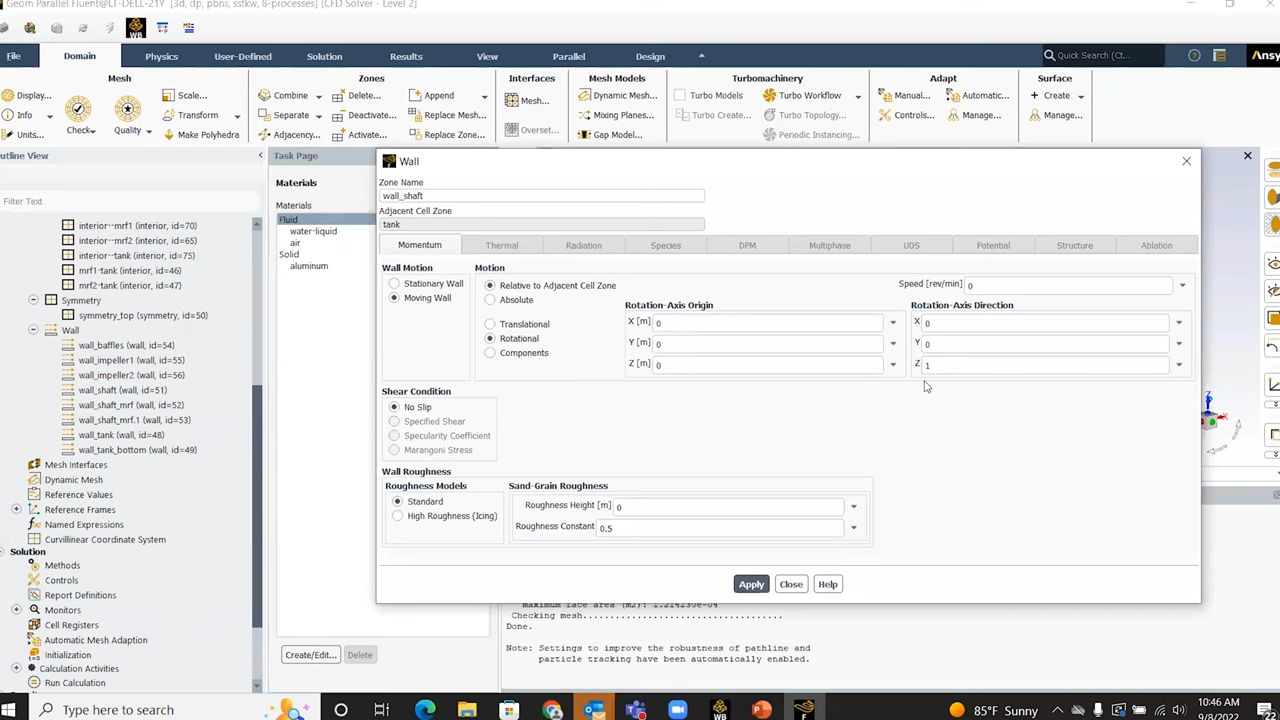 Geom Parallel Fluent@LT-DELL-21Y [3d, dp, pbns, sstkw, 8-processes] [CFD Solver - Level 2]
WB
File Domain Physics User-Defined Solution Results View Parallel Design Quick Search (Ct... Ansys
Mesh Zones Interfaces Mesh Models Turbomachinery Adapt Surface
Display... Scale... Combine Delete... Append Mesh... Dynamic Mesh... Turbo Models Turbo Workflow Manual... Automatic... Create
Info Check Quality Transform Separate Deactivate... Replace Mesh... Overset... Mixing Planes... Turbo Create... Turbo Topology... Controls... Manage... Manage...
Units... Make Polyhedra Adjacency... Activate... Replace Zone... Gap Model... Periodic Instancing...
Outline View
Filter Text
interior--mrf1 (interior, id=70)
interior--mrf2 (interior, id=65)
interior--tank (interior, id=75)
mrf1-tank (interior, id=46)
mrf2-tank (interior, id=47)
Symmetry
symmetry_top (symmetry, id=50)
Wall
wall_baffles (wall, id=54)
wall_impeller1 (wall, id=55)
wall_impeller2 (wall, id=56)
wall_shaft (wall, id=51)
wall_shaft_mrf (wall, id=52)
wall_shaft_mrf.1 (wall, id=53)
wall_tank (wall, id=48)
wall_tank_bottom (wall, id=49)
Mesh Interfaces
Dynamic Mesh
Reference Values
Reference Frames
Named Expressions
Curvillinear Coordinate System
Solution
Methods
Controls
Report Definitions
Monitors
Cell Registers
Automatic Mesh Adaption
Initialization
Calculation Activities
Run Calculation
Task Page
Materials
Materials
Fluid
water-liquid
air
Solid
aluminum
Create/Edit... Delete
Wall
Zone Name
wall_shaft
Adjacent Cell Zone
tank
Momentum Thermal Radiation Species DPM Multiphase UDS Potential Structure Ablation
Wall Motion Motion
Stationary Wall Relative to Adjacent Cell Zone Speed [rev/min] 0
Moving Wall Absolute Rotation-Axis Origin Rotation-Axis Direction
Translational X [m] 0 X 0
Rotational Y [m] 0 Y 0
Components Z [m] 0 Z 1
Shear Condition
No Slip
Specified Shear
Specularity Coefficient
Marangoni Stress
Wall Roughness
Roughness Models Sand-Grain Roughness
Standard Roughness Height [m] 0
High Roughness (Icing) Roughness Constant 0.5
Apply Close Help
Z
X
maximum face area (m2): 1.214230e-04
Checking mesh.....................................
Done.
Note: Settings to improve the robustness of pathline and
particle tracking have been automatically enabled.
Type here to search
WB
F
85°F Sunny
10:46 AM
9/8/2022